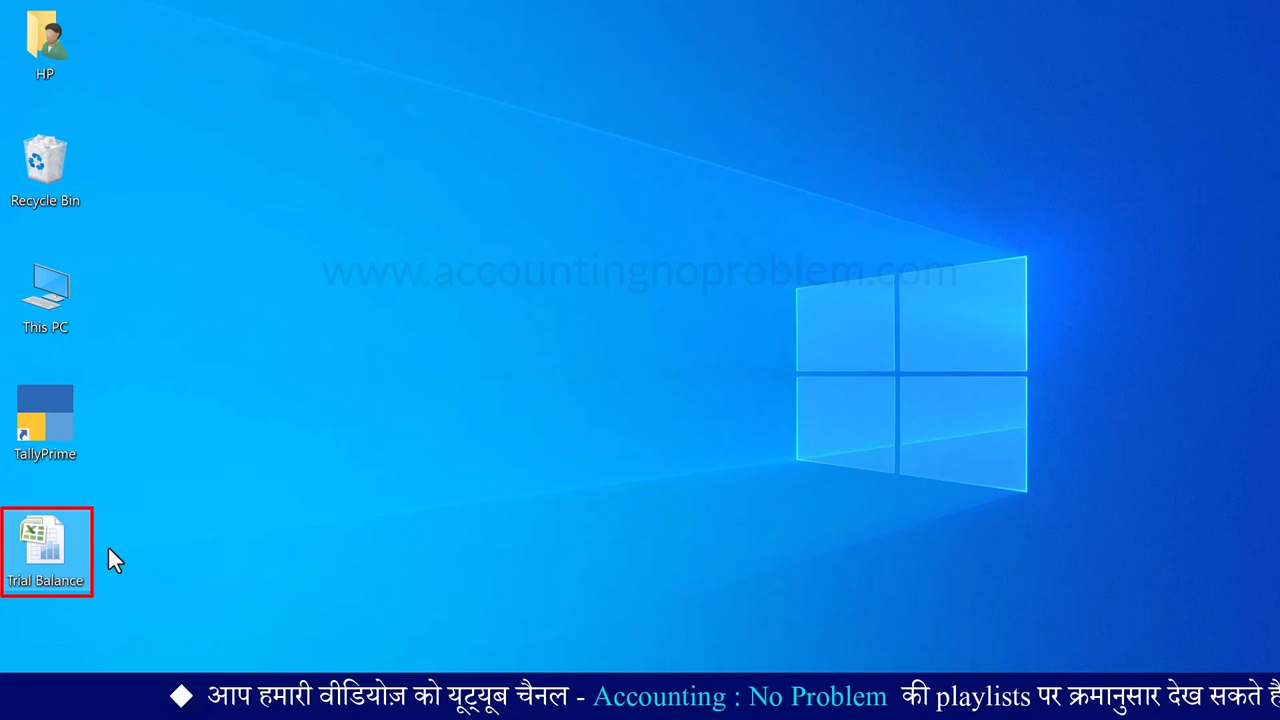 HP
Recycle Bin
www.accountingnoproblem.com
This PC
TallyPrime
Trial Balance
◆ आप हमारी वीडियोज़ को यूट्यूब चैनल - Accounting : No Problem की playlists पर क्रमानुसार देख सकते हैं